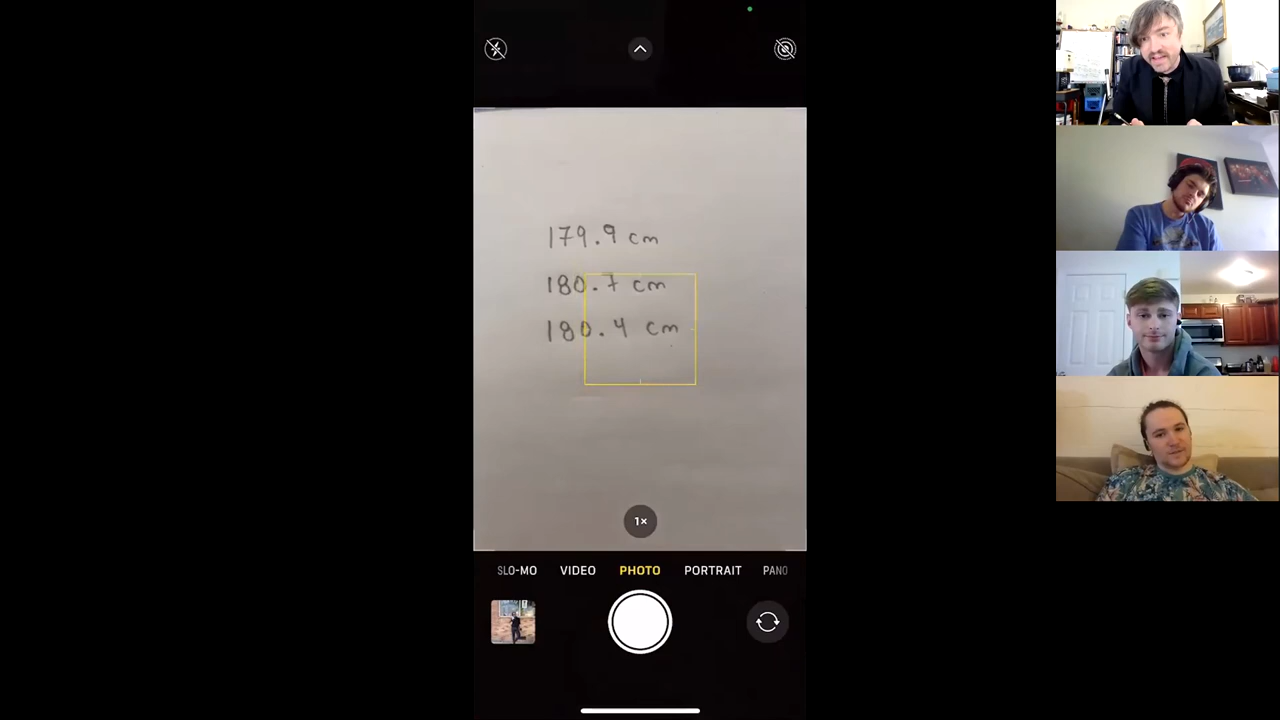 179.9 cm
180.7 cm
180.4 cm
1×
SLO-MO VIDEO PHOTO PORTRAIT PANO